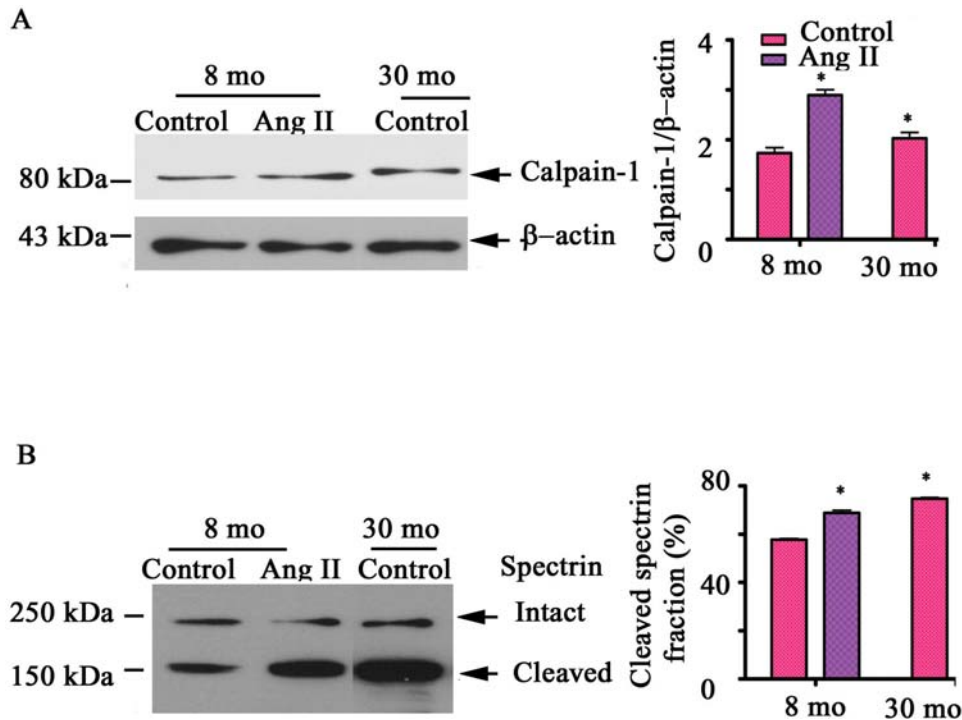 A
8 mo
30 mo
Control Ang II Control
80 kDa
Calpain-1
43 kDa
β-actin
Calpain-1/β-actin
4
2
0
Control
Ang II
*
*
8 mo 30 mo
B
8 mo
30 mo
Control Ang II Control
Spectrin
250 kDa
Intact
150 kDa
Cleaved
Cleaved spectrin
fraction (%)
80
40
0
*
*
8 mo 30 mo